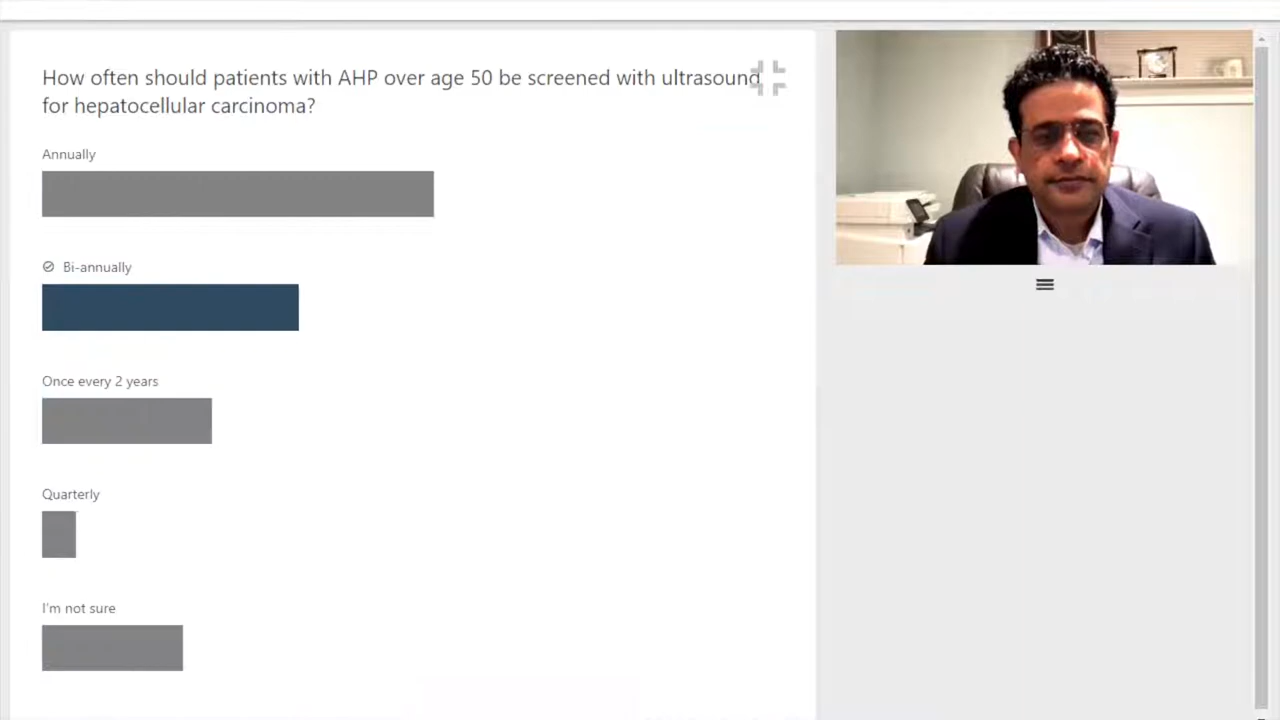 How often should patients with AHP over age 50 be screened with ultrasound
for hepatocellular carcinoma?
Annually
Bi-annually
Once every 2 years
Quarterly
I'm not sure